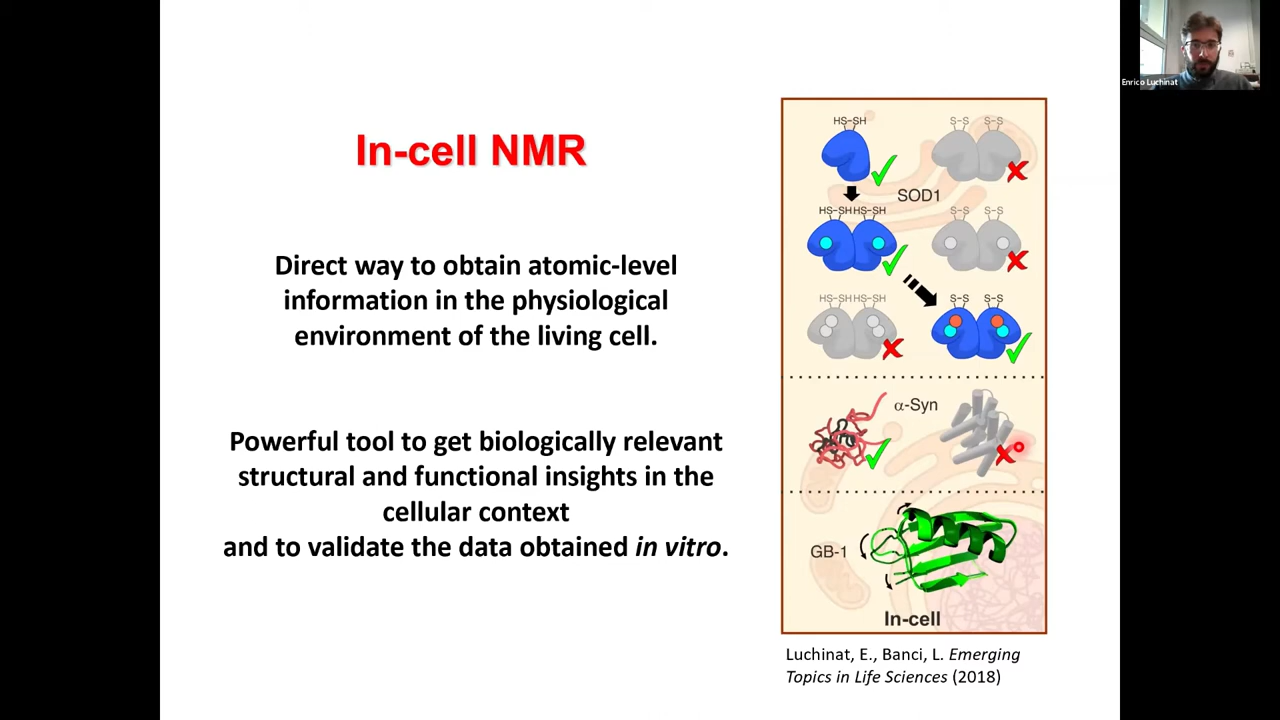 Enrico Luchinat
In-cell NMR
Direct way to obtain atomic-level
information in the physiological
environment of the living cell.
Powerful tool to get biologically relevant
structural and functional insights in the
cellular context
and to validate the data obtained in vitro.
HS-SH
S-S S-S
SOD1
HS-SH HS-SH
S-S S-S
HS-SH HS-SH
S-S S-S
α-Syn
GB-1
In-cell
Luchinat, E., Banci, L. Emerging
Topics in Life Sciences (2018)